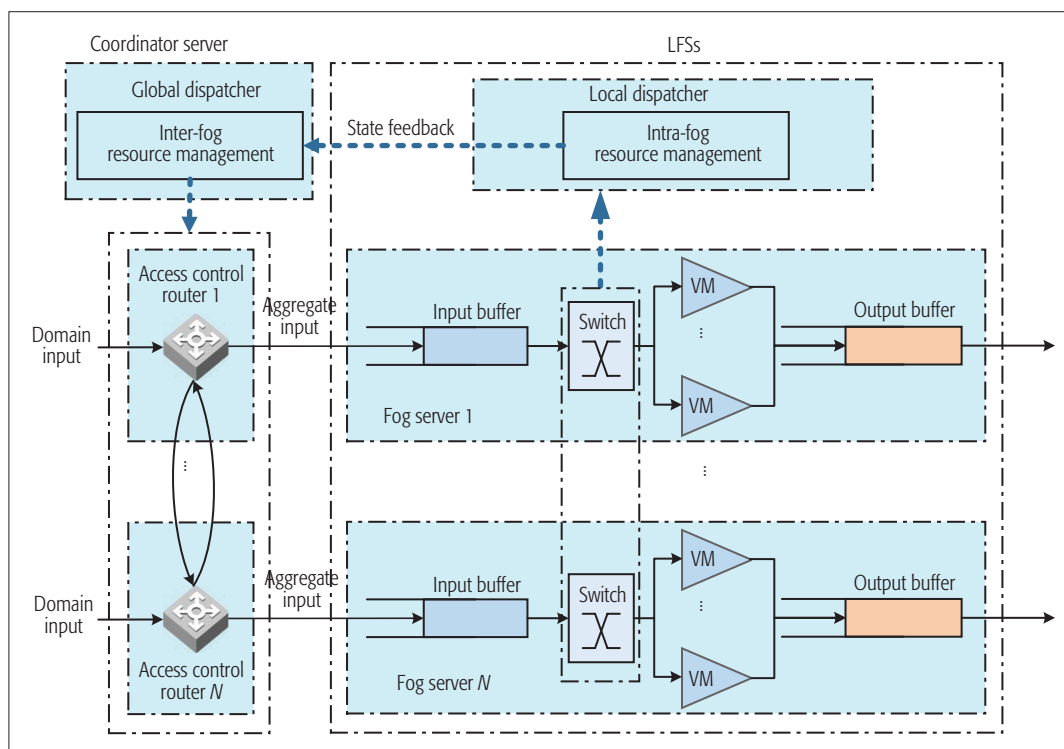 Coordinator server
LFSs
Global dispatcher
Inter-fog
resource management
State feedback
Local dispatcher
Intra-fog
resource management
Access control
router 1
Domain
input
Aggregate
input
Input buffer
Switch
VM
...
VM
Output buffer
Fog server 1
...
...
Domain
input
Access control
router N
Aggregate
input
Input buffer
Switch
VM
...
VM
Output buffer
Fog server N